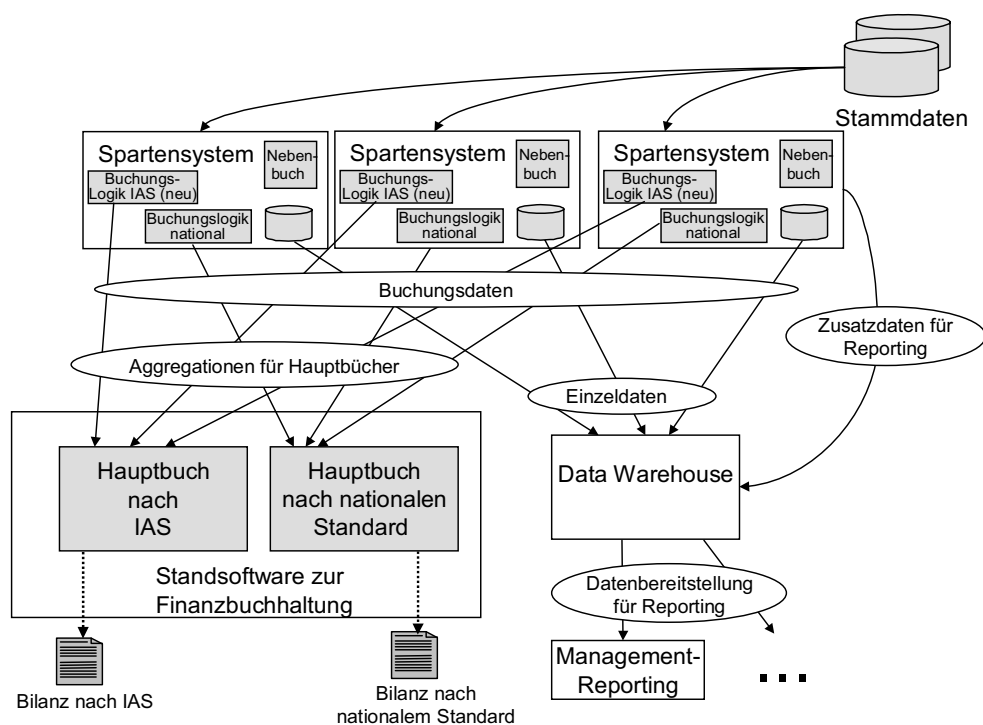 Stammdaten
Spartensystem
Neben-
buch
Buchungs-
Logik IAS (neu)
Buchungslogik
national
Spartensystem
Neben-
buch
Buchungs-
Logik IAS (neu)
Buchungslogik
national
Spartensystem
Neben-
buch
Buchungs-
Logik IAS (neu)
Buchungslogik
national
Buchungsdaten
Zusatzdaten für
Reporting
Aggregationen für Hauptbücher
Einzeldaten
Hauptbuch
nach
IAS
Hauptbuch
nach nationalen
Standard
Data Warehouse
Standsoftware zur
Finanzbuchhaltung
Datenbereitstellung
für Reporting
Management-
Reporting
...
Bilanz nach IAS
Bilanz nach
nationalem Standard